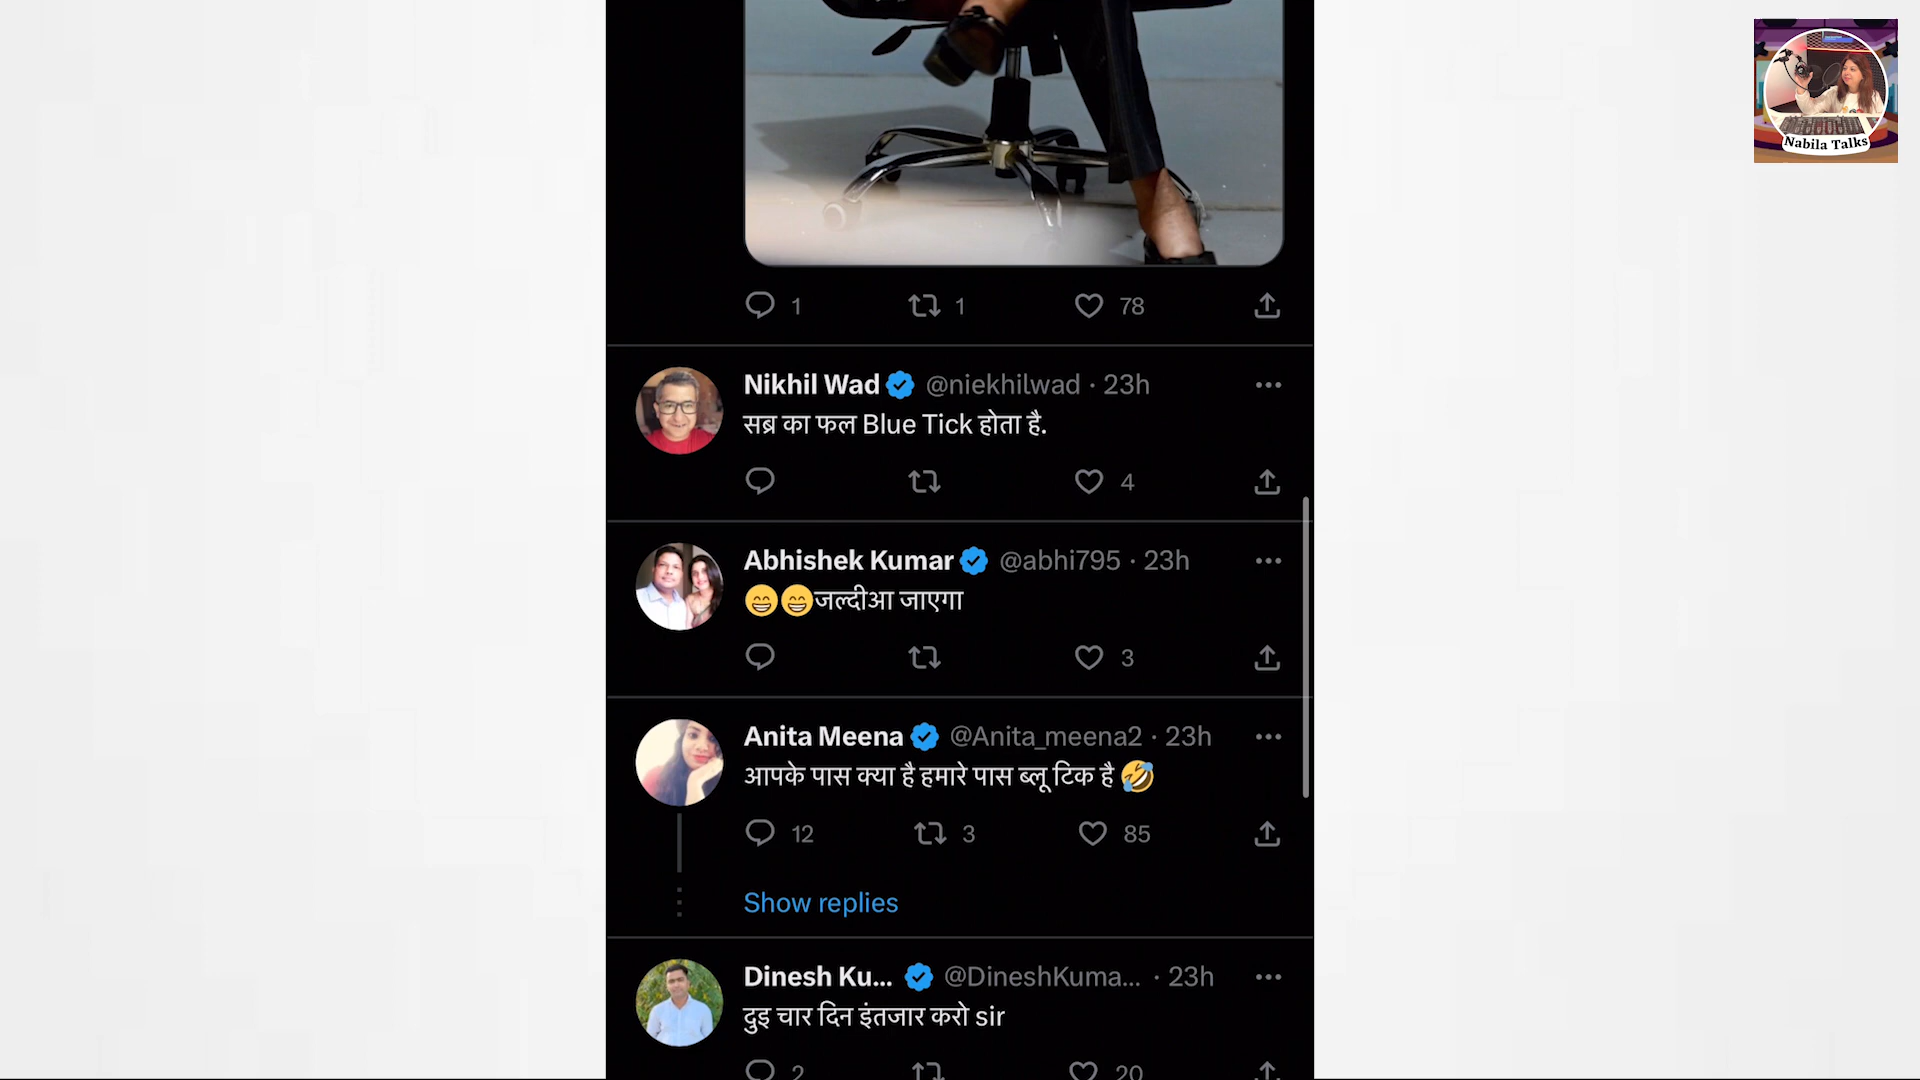 Nabila Talks
1 1 78
Nikhil Wad @niekhilwad · 23h
सब्र का फल Blue Tick होता है.
4
Abhishek Kumar @abhi795 · 23h
😁😁जल्दीआ जाएगा
3
Anita Meena @Anita_meena2 · 23h
आपके पास क्या है हमारे पास ब्लू टिक है 🤣
12 3 85
Show replies
Dinesh Ku... @DineshKuma... · 23h
दुइ चार दिन इंतजार करो sir
2 20